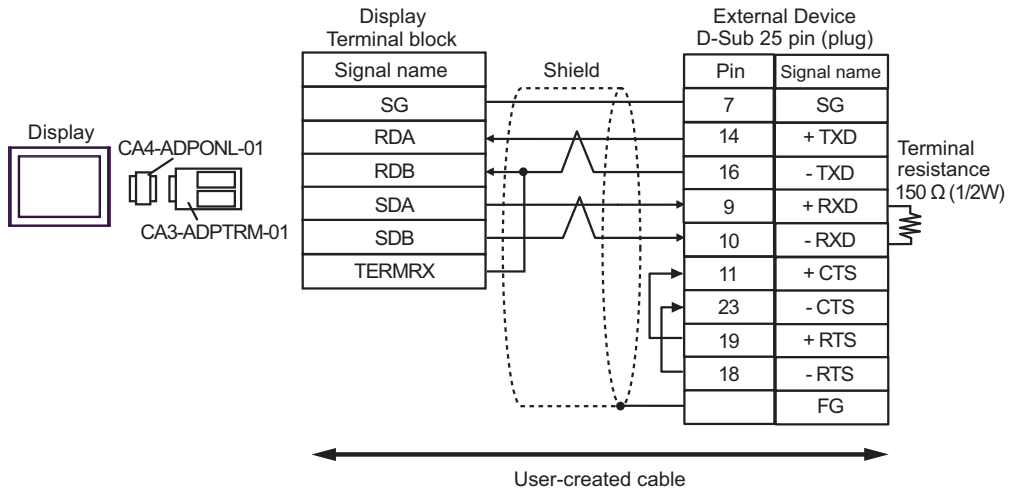 Display
Terminal block
External Device
D-Sub 25 pin (plug)
Signal name
Shield
Pin Signal name
SG 7 SG
RDA 14 + TXD
RDB 16 - TXD
SDA 9 + RXD
SDB 10 - RXD
TERMRX 11 + CTS
23 - CTS
19 + RTS
18 - RTS
FG
Display
CA4-ADPONL-01
CA3-ADPTRM-01
Terminal
resistance
150 Ω (1/2W)
User-created cable